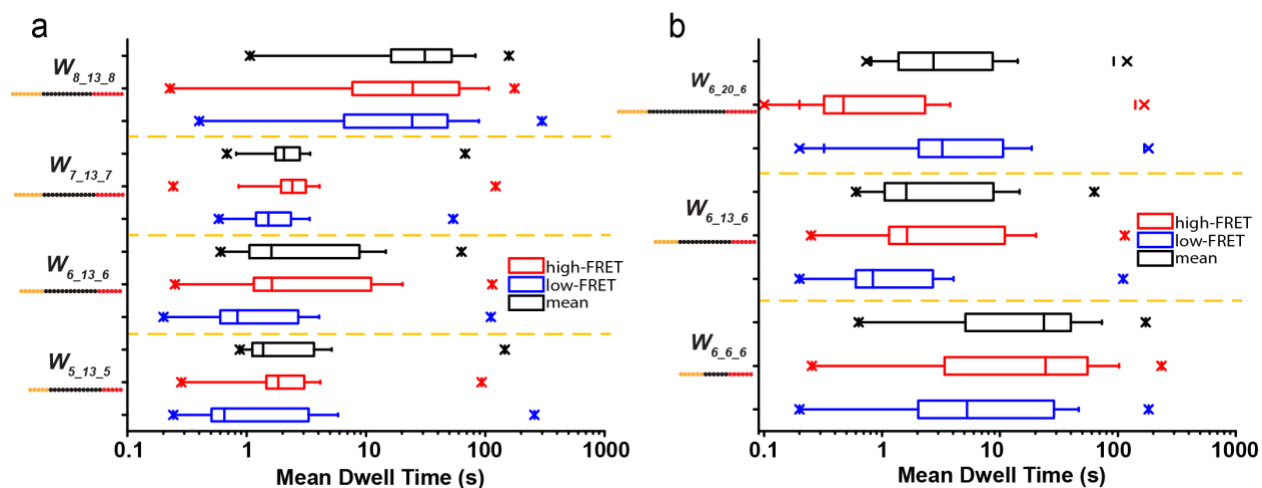 a
W8_13_8
W7_13_7
W6_13_6
W5_13_5
high-FRET
low-FRET
mean
0.1 1 10 100 1000
Mean Dwell Time (s)
b
W6_20_6
W6_13_6
W6_6_6
high-FRET
low-FRET
mean
0.1 1 10 100 1000
Mean Dwell Time (s)